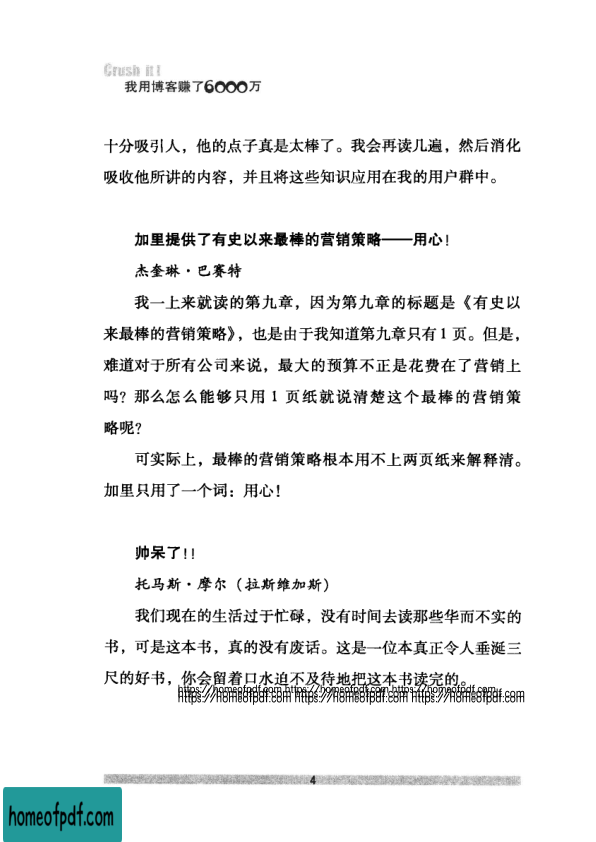 Crush it!
我用博客赚了6000万
十分吸引人，他的点子真是太棒了。我会再读几遍，然后消化
吸收他所讲的内容，并且将这些知识应用在我的用户群中。
加里提供了有史以来最棒的营销策略——用心！
杰奎琳·巴赛特
我一上来就读的第九章，因为第九章的标题是《有史以
来最棒的营销策略》，也是由于我知道第九章只有1页。但是，
难道对于所有公司来说，最大的预算不正是花费在了营销上
吗？那么怎么能够只用1页纸就说清楚这个最棒的营销策
略呢？
可实际上，最棒的营销策略根本用不上两页纸来解释清。
加里只用了一个词：用心！
帅呆了！！
托马斯·摩尔（拉斯维加斯）
我们现在的生活过于忙碌，没有时间去读那些华而不实的
书，可是这本书，真的没有废话。这是一位本真正令人垂涎三
尺的好书，你会留着口水迫不及待地把这本书读完的。
https://homeofpdf.com https://homeofpdf.com https://homeofpdf.com
https://homeofpdf.com https://homeofpdf.com https://homeofpdf.com
4
homeofpdf.com